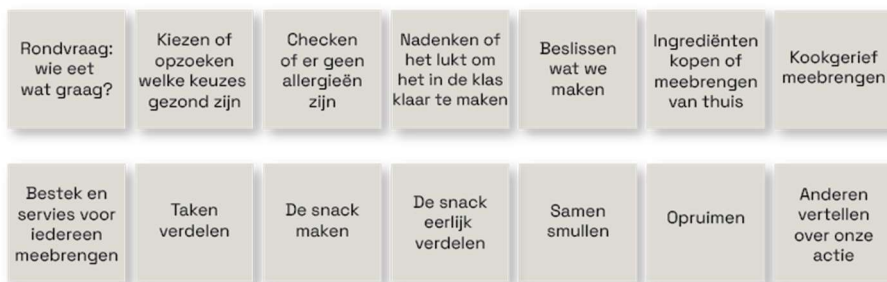 Rondvraag:
wie eet
wat graag?
Kiezen of
opzoeken
welke keuzes
gezond zijn
Checken
of er geen
allergieën
zijn
Nadenken of
het lukt om
het in de klas
klaar te maken
Beslissen
wat we
maken
Ingrediënten
kopen of
meebrengen
van thuis
Kookgerief
meebrengen
Bestek en
servies voor
iedereen
meebrengen
Taken
verdelen
De snack
maken
De snack
eerlijk
verdelen
Samen
smullen
Opruimen
Anderen
vertellen
over onze
actie